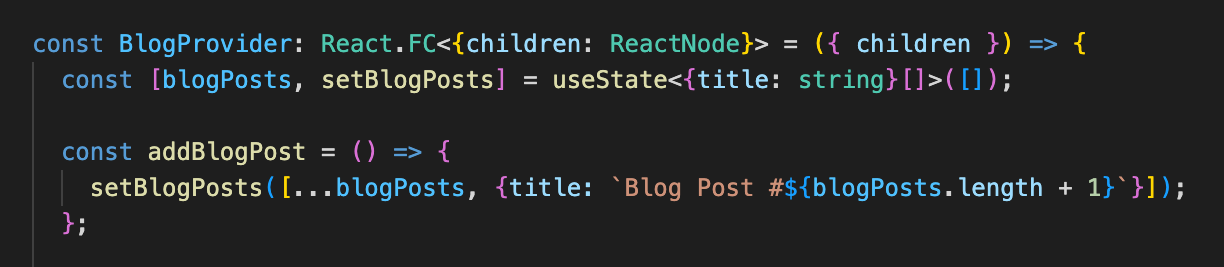 const BlogProvider: React.FC<{children: ReactNode}> = ({ children }) => {
  const [blogPosts, setBlogPosts] = useState<{title: string}[]>([]);

  const addBlogPost = () => {
    setBlogPosts([...blogPosts, {title: `Blog Post #${blogPosts.length + 1}`}]);
  };